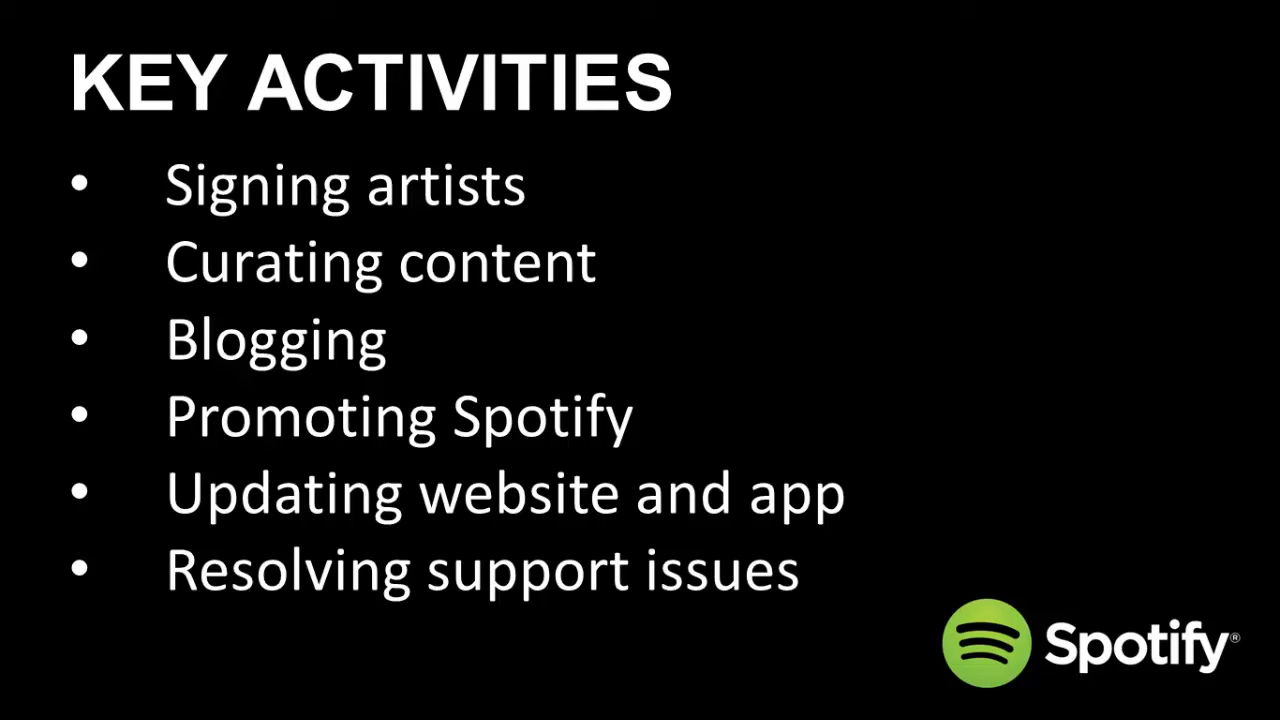 KEY ACTIVITIES
• Signing artists
• Curating content
• Blogging
• Promoting Spotify
• Updating website and app
• Resolving support issues
Spotify®